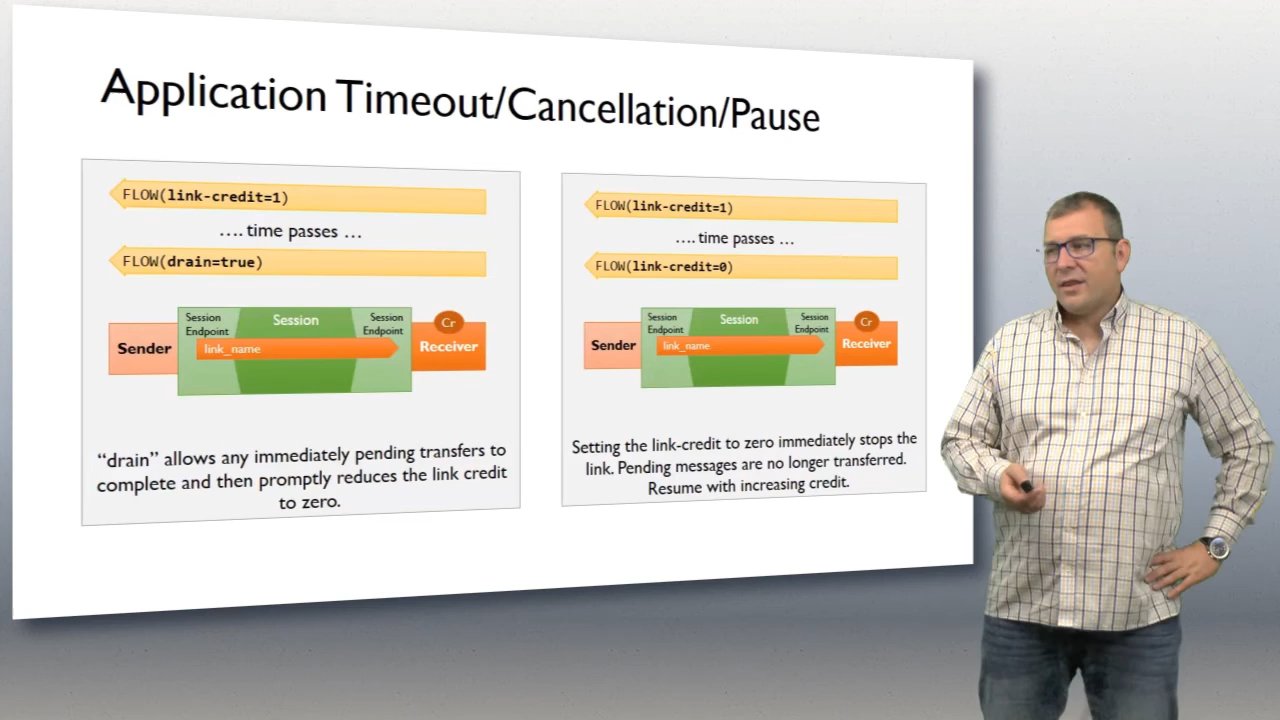 Application Timeout/Cancellation/Pause
FLOW(link-credit=1)
.... time passes ...
FLOW(drain=true)
Session
Endpoint
Session
Session
Endpoint
link_name
Sender
Cr
Receiver
"drain" allows any immediately pending transfers to
complete and then promptly reduces the link credit
to zero.
FLOW(link-credit=1)
.... time passes ...
FLOW(link-credit=0)
Session
Endpoint
Session
Session
Endpoint
link_name
Sender
Cr
Receiver
Setting the link-credit to zero immediately stops the
link. Pending messages are no longer transferred.
Resume with increasing credit.